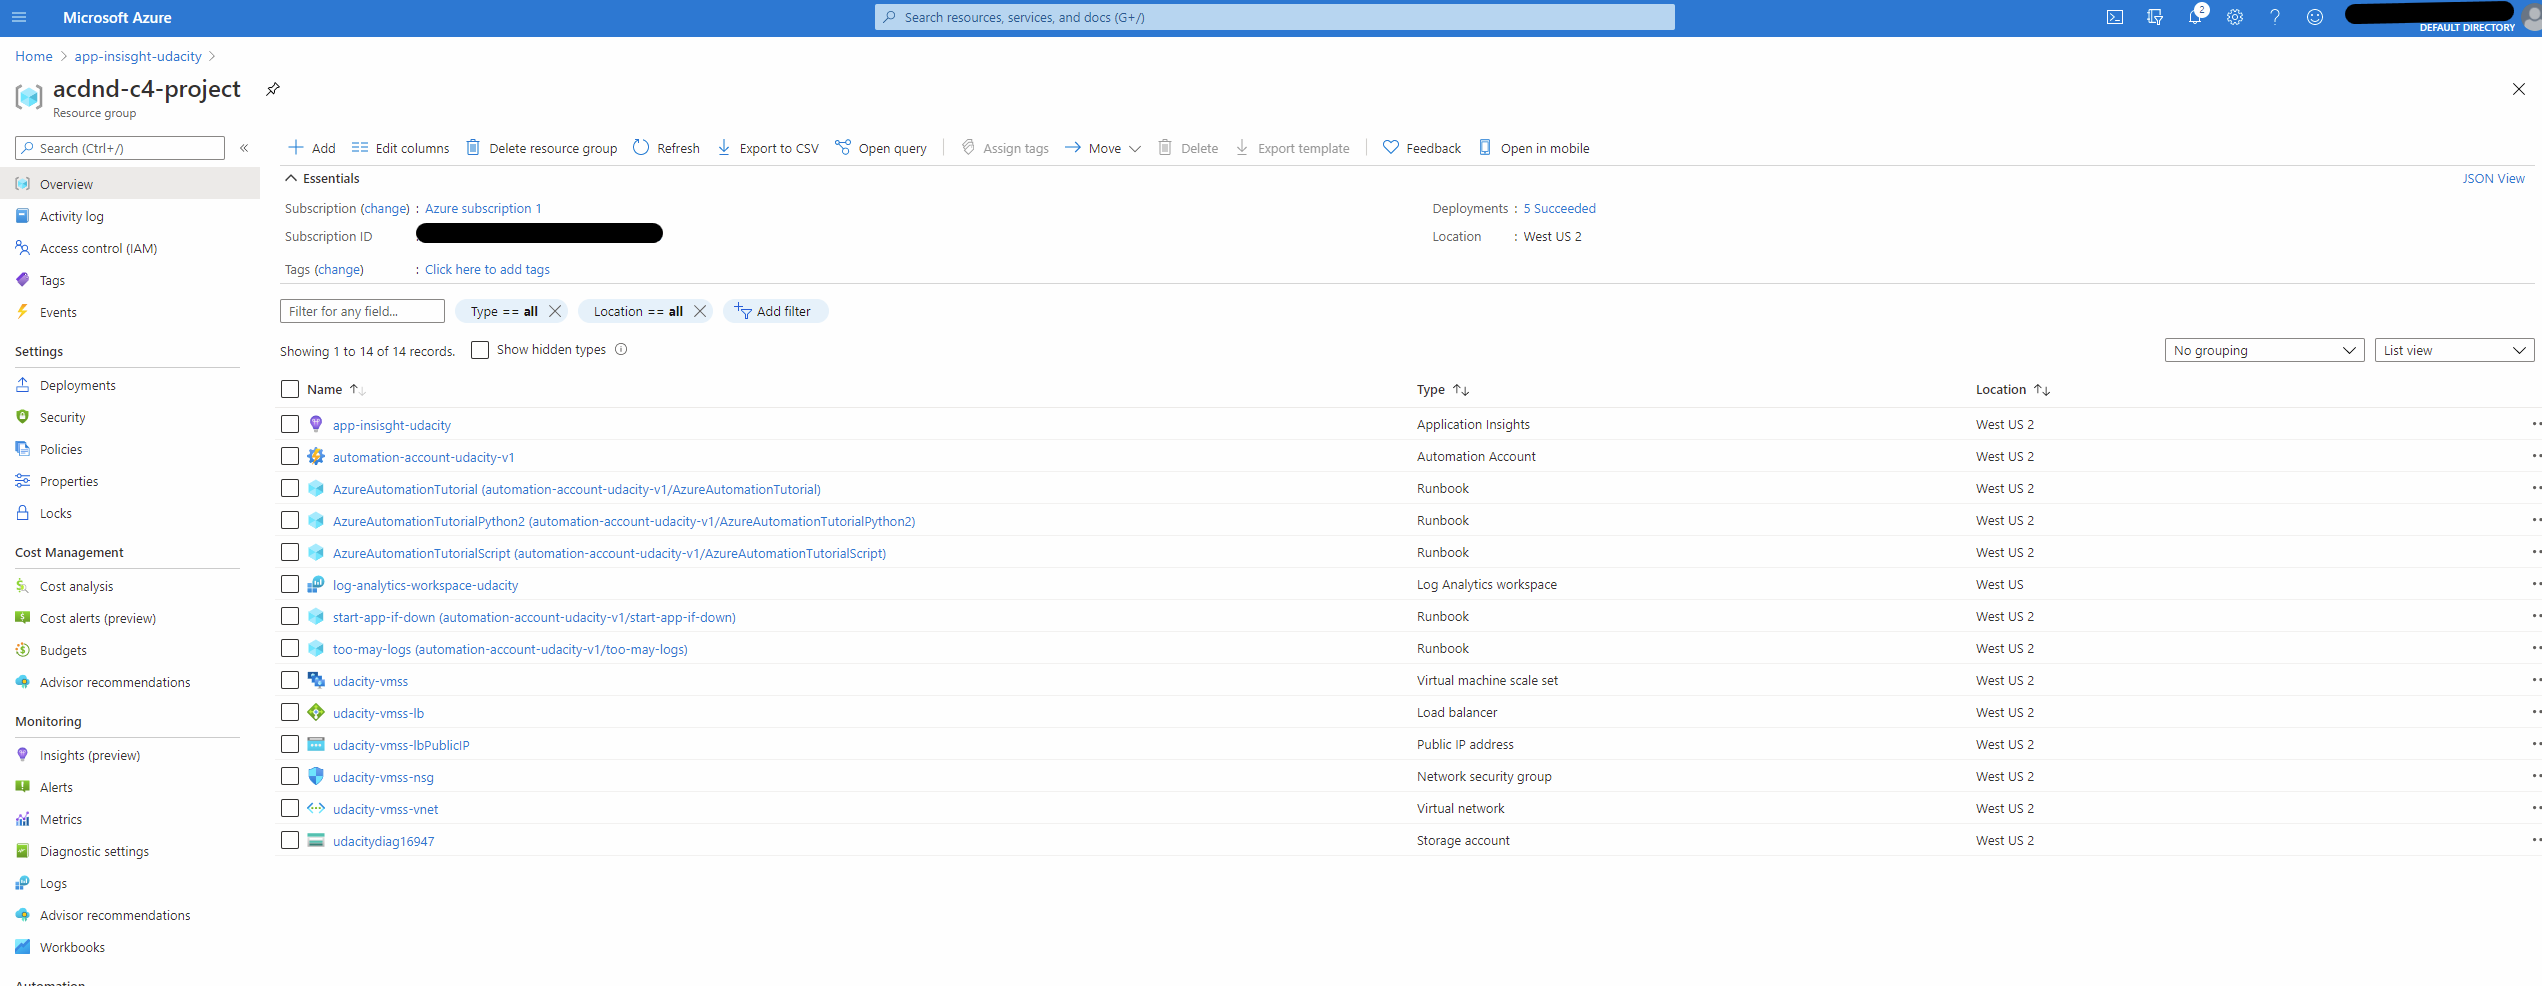 Microsoft Azure
Search resources, services, and docs (G+/)
2
DEFAULT DIRECTORY
Home > app-insisght-udacity >
acdnd-c4-project
Resource group
Search (Ctrl+/)
«
Add
Edit columns
Delete resource group
Refresh
Export to CSV
Open query
Assign tags
Move
Delete
Export template
Feedback
Open in mobile
Overview
Activity log
Access control (IAM)
Tags
Events
Settings
Deployments
Security
Policies
Properties
Locks
Cost Management
Cost analysis
Cost alerts (preview)
Budgets
Advisor recommendations
Monitoring
Insights (preview)
Alerts
Metrics
Diagnostic settings
Logs
Advisor recommendations
Workbooks
Automation
Essentials
JSON View
Subscription (change) : Azure subscription 1
Deployments : 5 Succeeded
Subscription ID
Location : West US 2
Tags (change) : Click here to add tags
Filter for any field...
Type == all
Location == all
Add filter
Showing 1 to 14 of 14 records.
Show hidden types
No grouping
List view
Name Type Location
app-insisght-udacity Application Insights West US 2
automation-account-udacity-v1 Automation Account West US 2
AzureAutomationTutorial (automation-account-udacity-v1/AzureAutomationTutorial) Runbook West US 2
AzureAutomationTutorialPython2 (automation-account-udacity-v1/AzureAutomationTutorialPython2) Runbook West US 2
AzureAutomationTutorialScript (automation-account-udacity-v1/AzureAutomationTutorialScript) Runbook West US 2
log-analytics-workspace-udacity Log Analytics workspace West US
start-app-if-down (automation-account-udacity-v1/start-app-if-down) Runbook West US 2
too-may-logs (automation-account-udacity-v1/too-may-logs) Runbook West US 2
udacity-vmss Virtual machine scale set West US 2
udacity-vmss-lb Load balancer West US 2
udacity-vmss-lbPublicIP Public IP address West US 2
udacity-vmss-nsg Network security group West US 2
udacity-vmss-vnet Virtual network West US 2
udacitydiag16947 Storage account West US 2